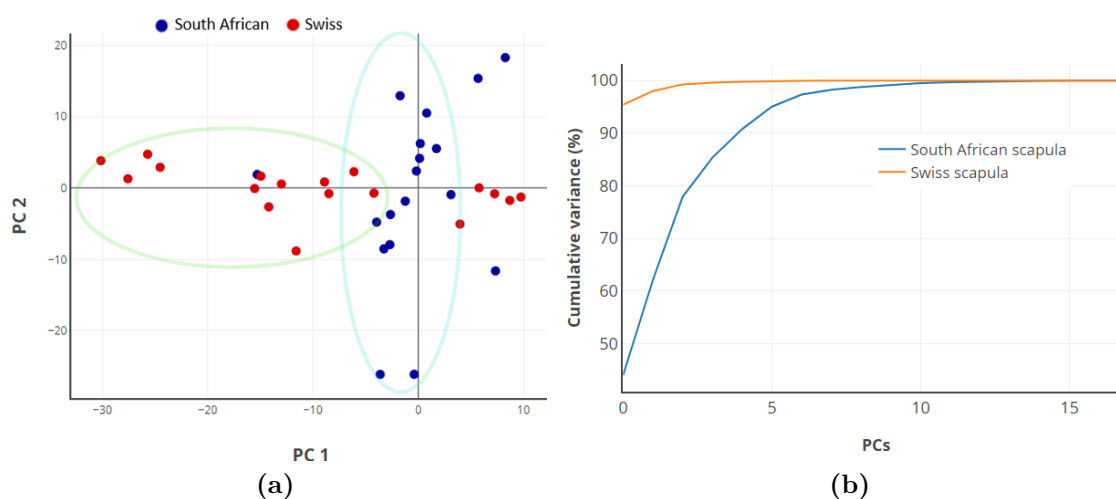 South African Swiss
20
10
0
−10
−20
−30 −20 −10 0 10
PC 2
PC 1
(a)
100
90
80
70
60
50
0 5 10 15
Cumulative variance (%)
PCs
South African scapula
Swiss scapula
(b)